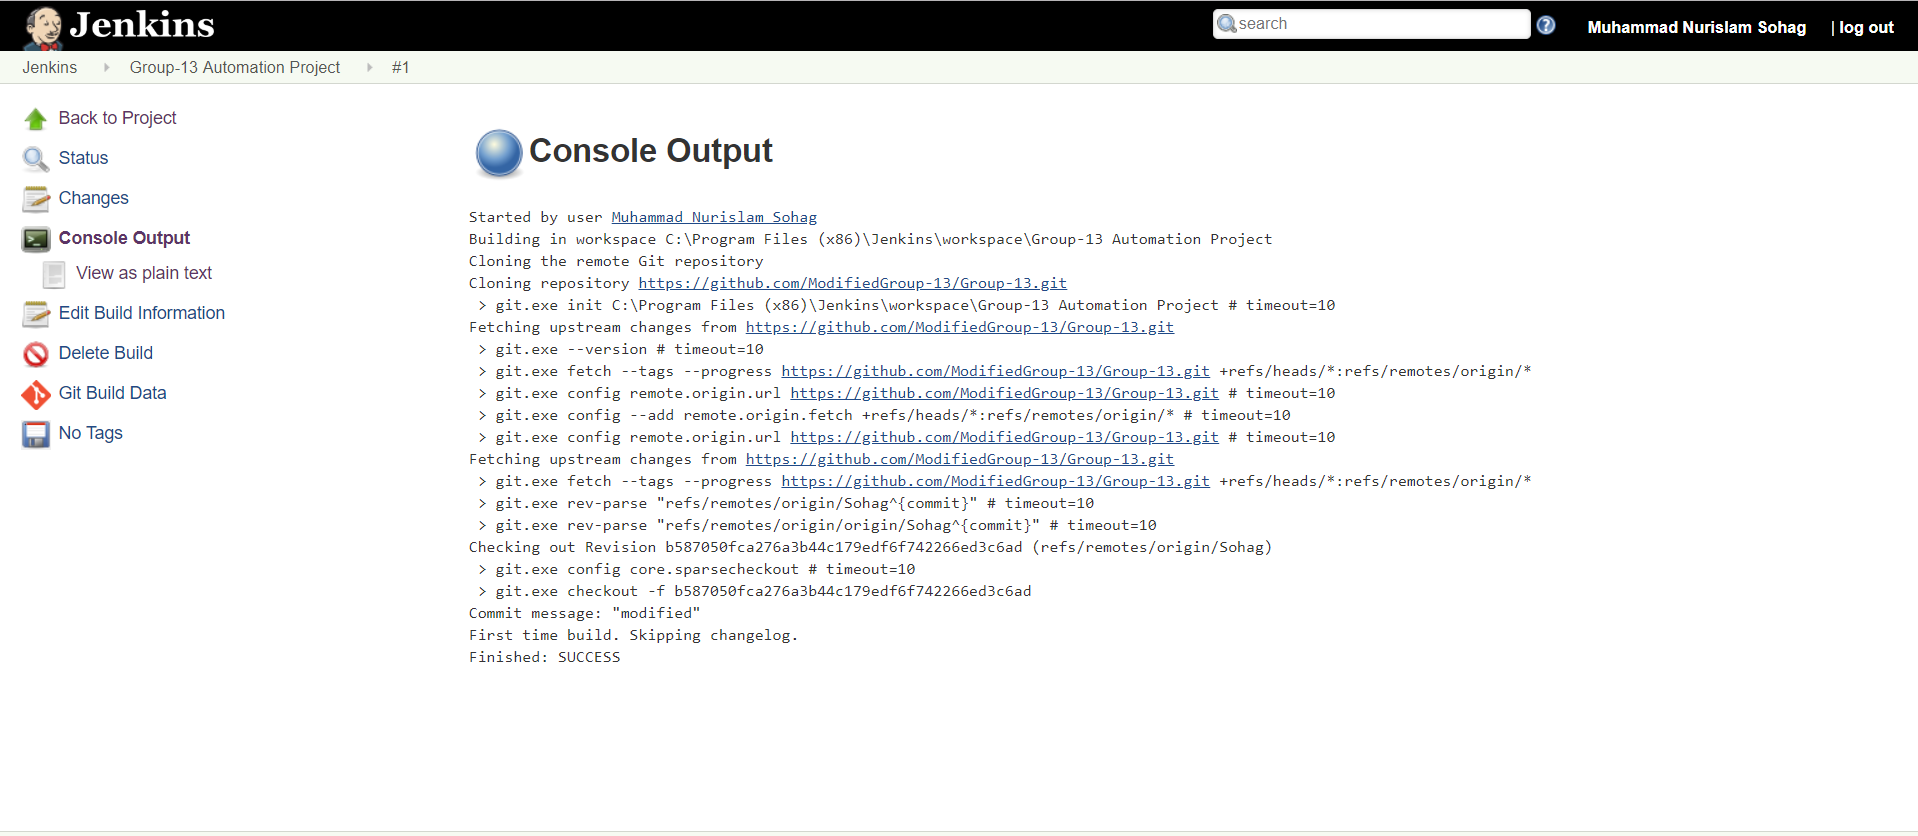 Jenkins
search
Muhammad Nurislam Sohag
| log out
Jenkins
Group-13 Automation Project
#1
Back to Project
Status
Changes
Console Output
View as plain text
Edit Build Information
Delete Build
Git Build Data
No Tags
Console Output
Started by user Muhammad Nurislam Sohag
Building in workspace C:\Program Files (x86)\Jenkins\workspace\Group-13 Automation Project
Cloning the remote Git repository
Cloning repository https://github.com/ModifiedGroup-13/Group-13.git
 > git.exe init C:\Program Files (x86)\Jenkins\workspace\Group-13 Automation Project # timeout=10
Fetching upstream changes from https://github.com/ModifiedGroup-13/Group-13.git
 > git.exe --version # timeout=10
 > git.exe fetch --tags --progress https://github.com/ModifiedGroup-13/Group-13.git +refs/heads/*:refs/remotes/origin/*
 > git.exe config remote.origin.url https://github.com/ModifiedGroup-13/Group-13.git # timeout=10
 > git.exe config --add remote.origin.fetch +refs/heads/*:refs/remotes/origin/* # timeout=10
 > git.exe config remote.origin.url https://github.com/ModifiedGroup-13/Group-13.git # timeout=10
Fetching upstream changes from https://github.com/ModifiedGroup-13/Group-13.git
 > git.exe fetch --tags --progress https://github.com/ModifiedGroup-13/Group-13.git +refs/heads/*:refs/remotes/origin/*
 > git.exe rev-parse "refs/remotes/origin/Sohag^{commit}" # timeout=10
 > git.exe rev-parse "refs/remotes/origin/origin/Sohag^{commit}" # timeout=10
Checking out Revision b587050fca276a3b44c179edf6f742266ed3c6ad (refs/remotes/origin/Sohag)
 > git.exe config core.sparsecheckout # timeout=10
 > git.exe checkout -f b587050fca276a3b44c179edf6f742266ed3c6ad
Commit message: "modified"
First time build. Skipping changelog.
Finished: SUCCESS